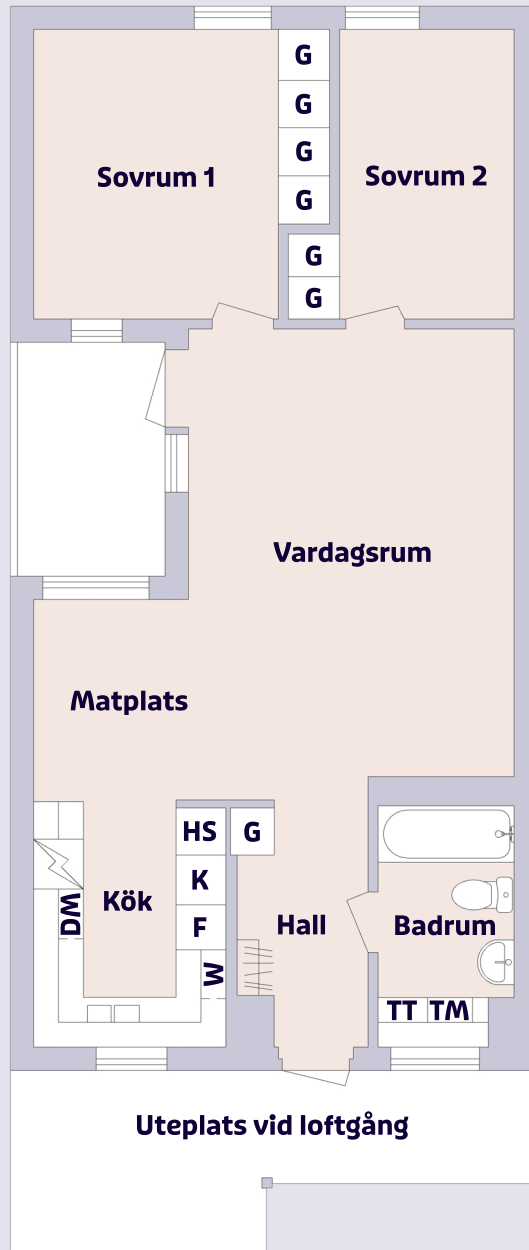 G
G
G
G
Sovrum 1
Sovrum 2
G
G
Vardagsrum
Matplats
HS
G
K
Kök
DM
F
Hall
Badrum
W
TT TM
Uteplats vid loftgång